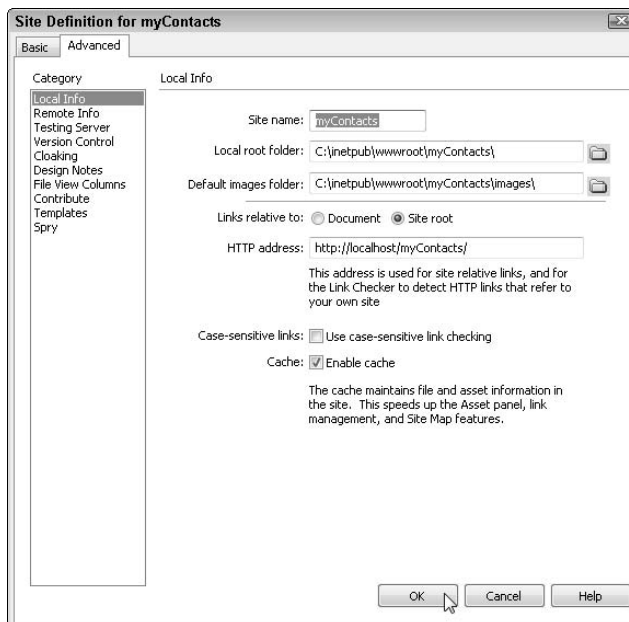 Site Definition for myContacts
Basic
Advanced
Category
Local Info
Remote Info
Testing Server
Version Control
Cloaking
Design Notes
File View Columns
Contribute
Templates
Spry
Local Info
Site name: myContacts
Local root folder: C:\inetpub\wwwroot\myContacts\
Default images folder: C:\inetpub\wwwroot\myContacts\images\
Links relative to: Document Site root
HTTP address: http://localhost/myContacts/
This address is used for site relative links, and for
the Link Checker to detect HTTP links that refer to
your own site
Case-sensitive links: Use case-sensitive link checking
Cache: Enable cache
The cache maintains file and asset information in
the site. This speeds up the Asset panel, link
management, and Site Map features.
OK Cancel Help